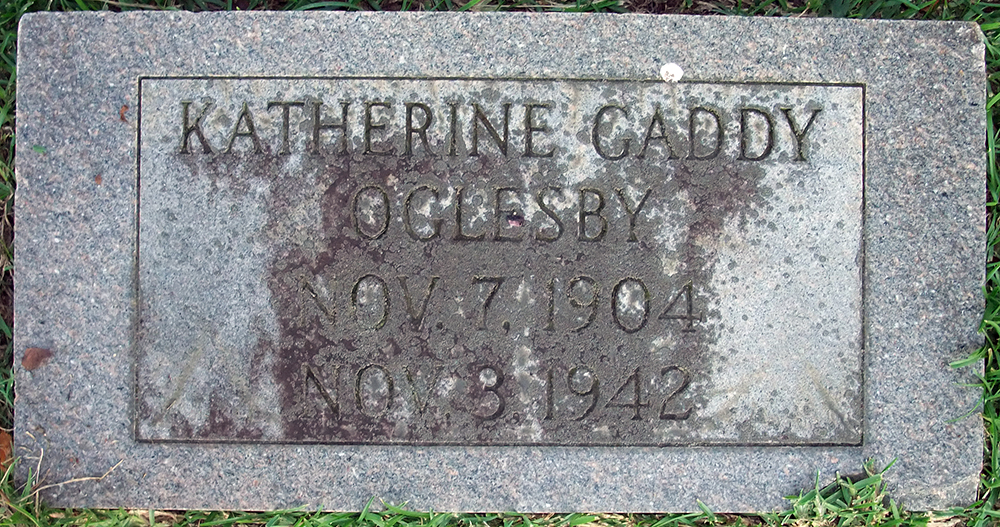 KATHERINE GADDY
OGLESBY
NOV. 7, 1904
NOV. 3, 1942